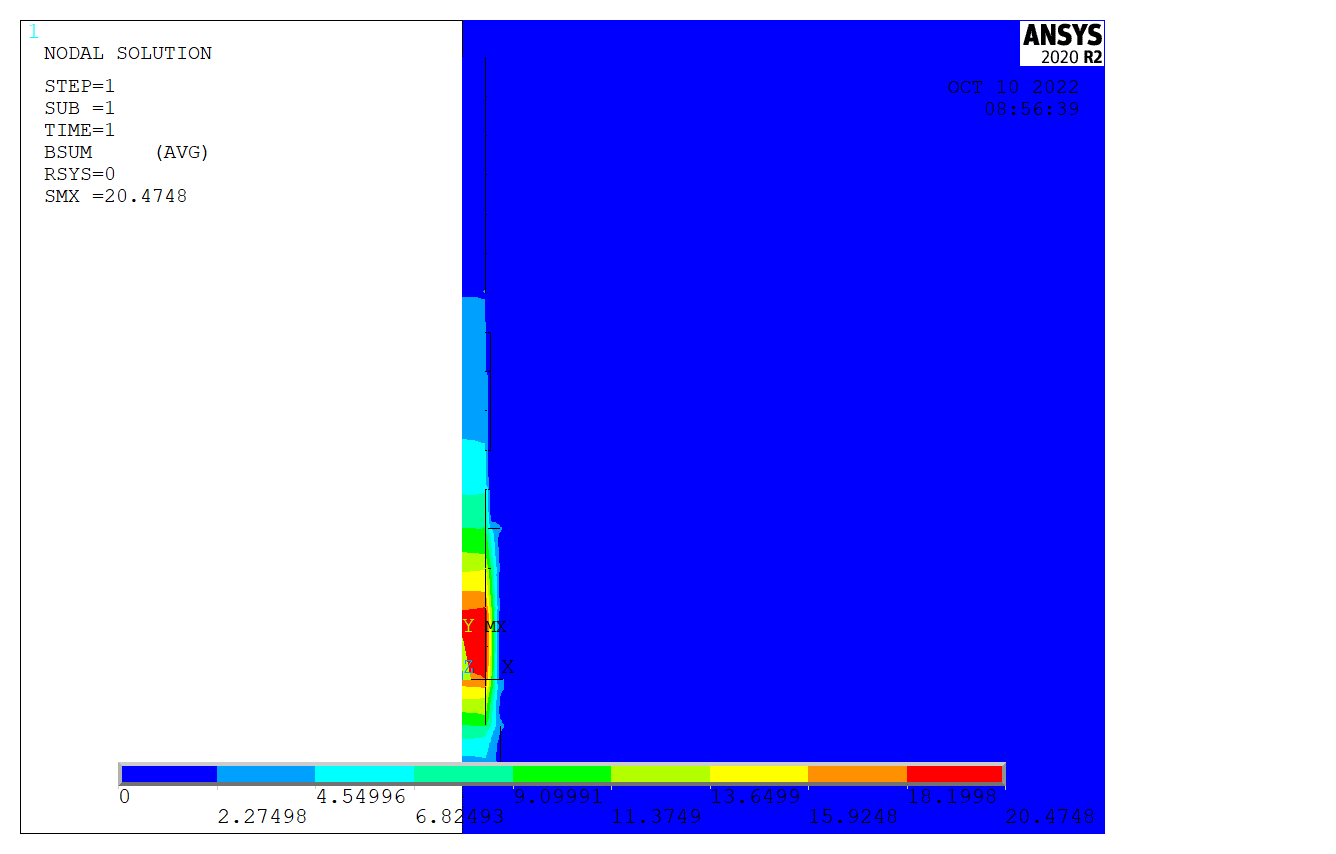 1
NODAL SOLUTION
STEP=1
SUB =1
TIME=1
BSUM (AVG)
RSYS=0
SMX =20.4748
ANSYS
2020 R2
OCT 10 2022
08:56:39
Y MX
Z X
0 4.54996 9.09991 13.6499 18.1998
2.27498 6.82493 11.3749 15.9248 20.4748